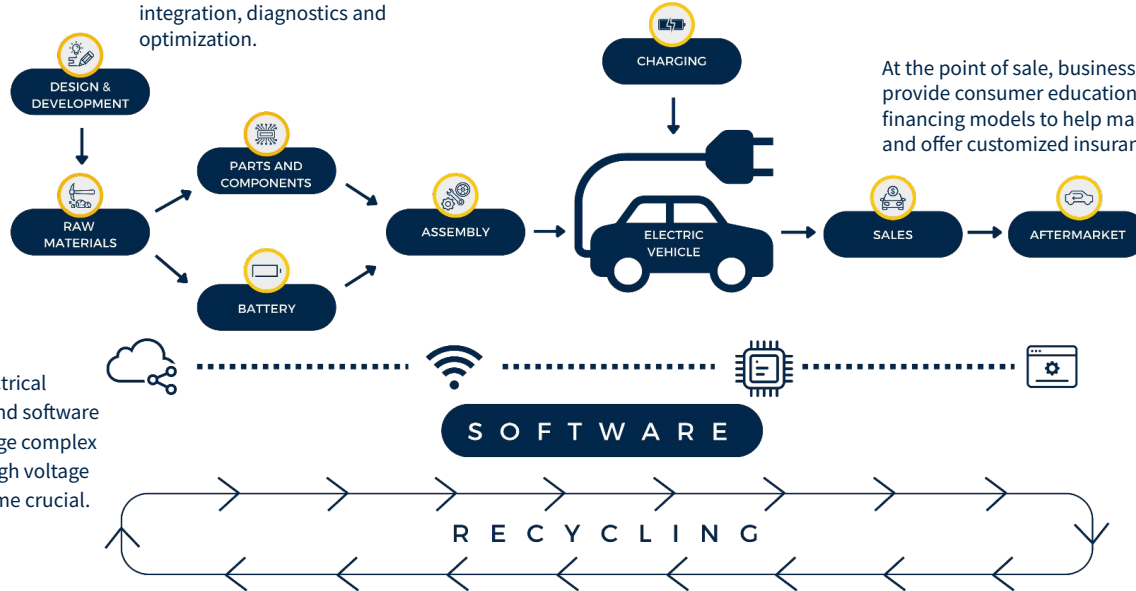 integration, diagnostics and
optimization.
DESIGN &
DEVELOPMENT
CHARGING
At the point of sale, business
provide consumer education
financing models to help ma
and offer customized insuran
PARTS AND
COMPONENTS
RAW
MATERIALS
ASSEMBLY
ELECTRIC
VEHICLE
SALES
AFTERMARKET
BATTERY
ctrical
nd software
ge complex
gh voltage
me crucial.
SOFTWARE
RECYCLING